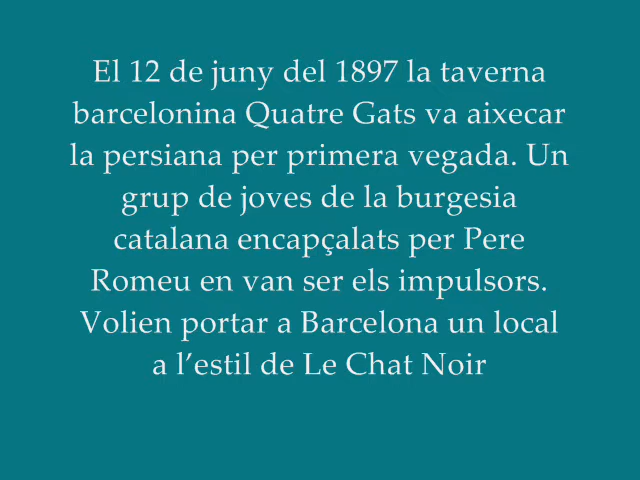 El 12 de juny del 1897 la taverna
barcelonina Quatre Gats va aixecar
la persiana per primera vegada. Un
grup de joves de la burgesia
catalana encapçalats per Pere
Romeu en van ser els impulsors.
Volien portar a Barcelona un local
a l’estil de Le Chat Noir